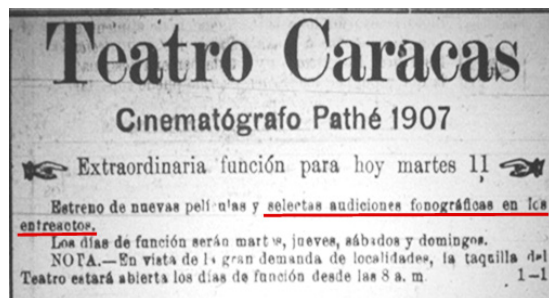 Teatro Caracas
Cinematógrafo Pathé 1907
Extraordinaria función para hoy martes 11
Estreno de nuevas pelí ulas y selectas audiciones fonográficas en los
entreactos.
Los días de función serán martes, jueves, sábados y domingos.
NOTA.—En vista de la gran demanda de localidades, la taquilla del
Teatro estará abierta los días de función desde las 8 a. m. 1-1